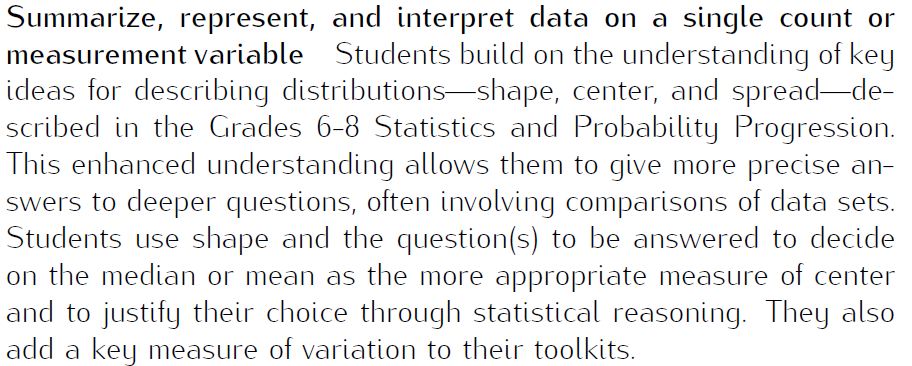 Summarize, represent, and interpret data on a single count or
measurement variable Students build on the understanding of key
ideas for describing distributions—shape, center, and spread—de-
scribed in the Grades 6-8 Statistics and Probability Progression.
This enhanced understanding allows them to give more precise an-
swers to deeper questions, often involving comparisons of data sets.
Students use shape and the question(s) to be answered to decide
on the median or mean as the more appropriate measure of center
and to justify their choice through statistical reasoning. They also
add a key measure of variation to their toolkits.